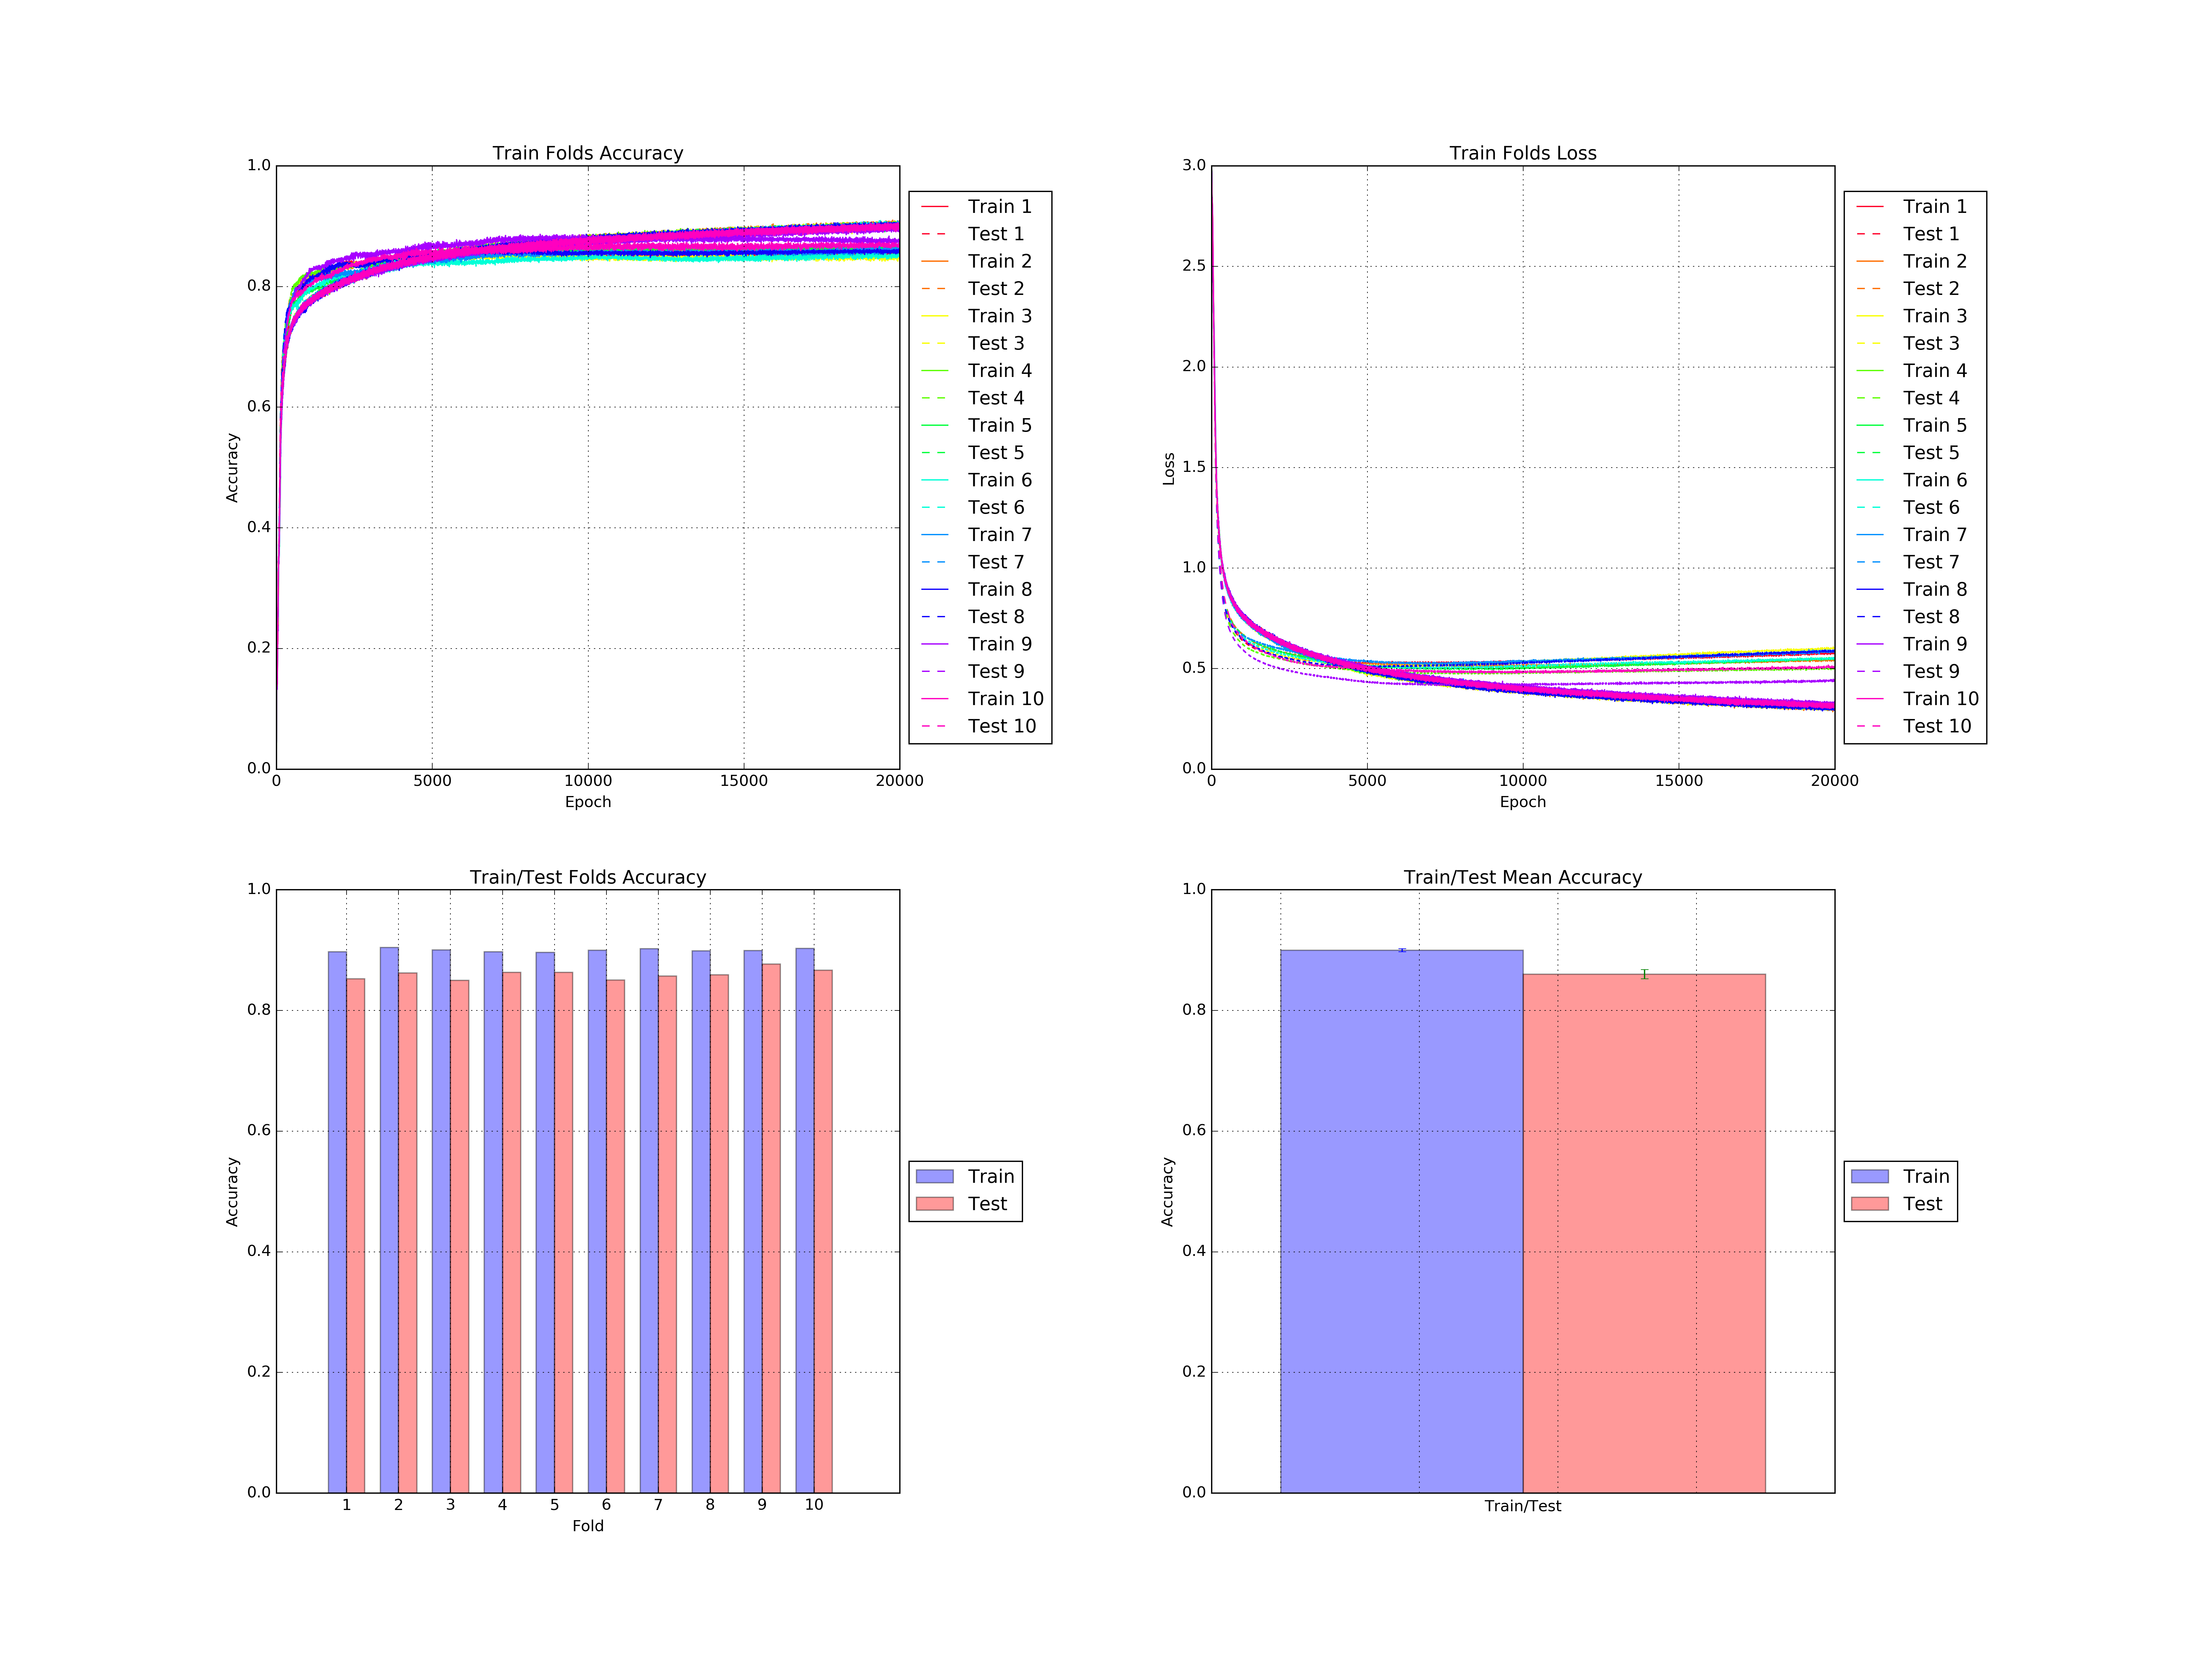 Train Folds Accuracy
1.0
0.8
0.6
0.4
0.2
0.0
Accuracy
0 5000 10000 15000 20000
Epoch
Train 1
Test 1
Train 2
Test 2
Train 3
Test 3
Train 4
Test 4
Train 5
Test 5
Train 6
Test 6
Train 7
Test 7
Train 8
Test 8
Train 9
Test 9
Train 10
Test 10
Train Folds Loss
3.0
2.5
2.0
1.5
1.0
0.5
0.0
Loss
0 5000 10000 15000 20000
Epoch
Train 1
Test 1
Train 2
Test 2
Train 3
Test 3
Train 4
Test 4
Train 5
Test 5
Train 6
Test 6
Train 7
Test 7
Train 8
Test 8
Train 9
Test 9
Train 10
Test 10
Train/Test Folds Accuracy
1.0
0.8
0.6
0.4
0.2
0.0
Accuracy
1 2 3 4 5 6 7 8 9 10
Fold
Train
Test
Train/Test Mean Accuracy
1.0
0.8
0.6
0.4
0.2
0.0
Accuracy
Train/Test
Train
Test